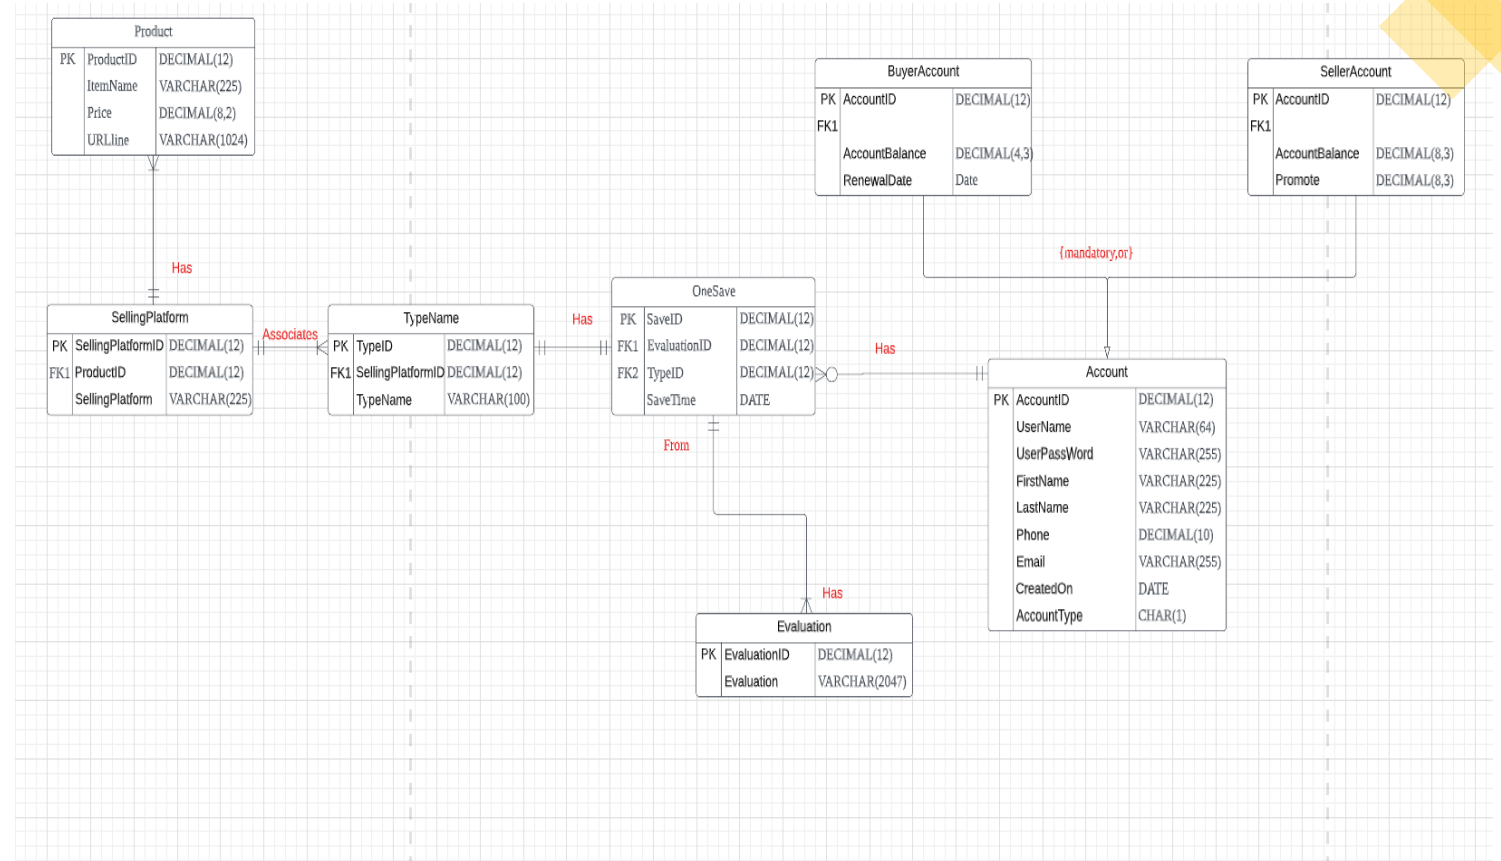 Product
PK ProductID DECIMAL(12)
ItemName VARCHAR(225)
Price DECIMAL(8,2)
URLline VARCHAR(1024)
Has
BuyerAccount
PK AccountID DECIMAL(12)
FK1
AccountBalance DECIMAL(4,3)
RenewalDate Date
SellerAccount
PK AccountID DECIMAL(12)
FK1
AccountBalance DECIMAL(8,3)
Promote DECIMAL(8,3)
{mandatory,or}
SellingPlatform
PK SellingPlatformID DECIMAL(12)
FK1 ProductID DECIMAL(12)
SellingPlatform VARCHAR(225)
Associates
TypeName
PK TypeID DECIMAL(12)
FK1 SellingPlatformID DECIMAL(12)
TypeName VARCHAR(100)
Has
OneSave
PK SaveID DECIMAL(12)
FK1 EvaluationID DECIMAL(12)
FK2 TypeID DECIMAL(12)
SaveTime DATE
Has
Account
PK AccountID DECIMAL(12)
UserName VARCHAR(64)
UserPassWord VARCHAR(255)
FirstName VARCHAR(225)
LastName VARCHAR(225)
Phone DECIMAL(10)
Email VARCHAR(255)
CreatedOn DATE
AccountType CHAR(1)
From
Has
Evaluation
PK EvaluationID DECIMAL(12)
Evaluation VARCHAR(2047)